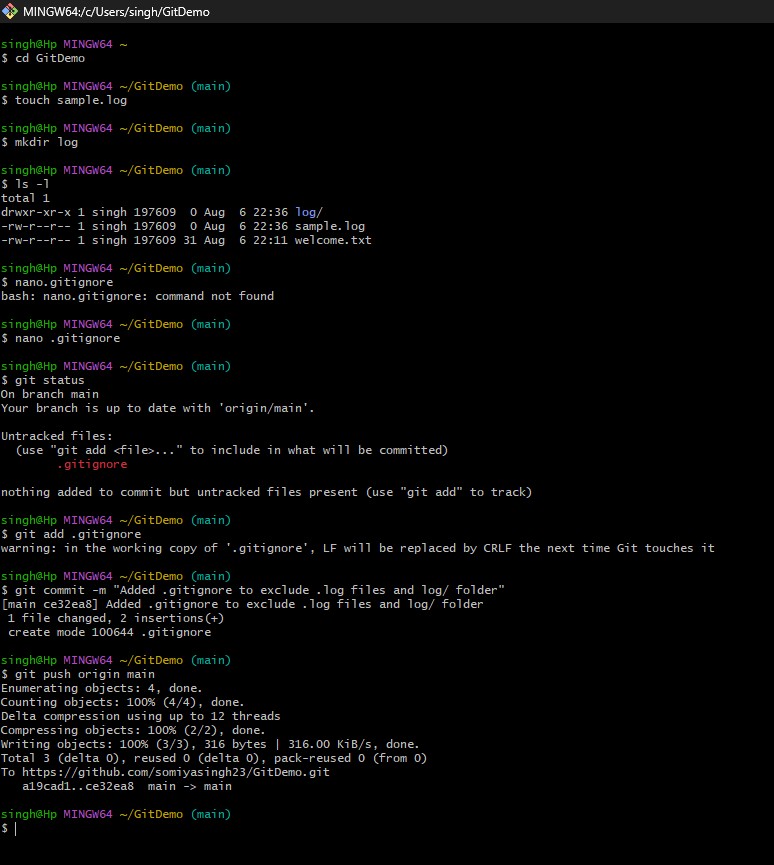 MINGW64:/c/Users/singh/GitDemo
singh@Hp MINGW64 ~
$ cd GitDemo
singh@Hp MINGW64 ~/GitDemo (main)
$ touch sample.log
singh@Hp MINGW64 ~/GitDemo (main)
$ mkdir log
singh@Hp MINGW64 ~/GitDemo (main)
$ ls -l
total 1
drwxr-xr-x 1 singh 197609  0 Aug  6 22:36 log/
-rw-r--r-- 1 singh 197609  0 Aug  6 22:36 sample.log
-rw-r--r-- 1 singh 197609 31 Aug  6 22:11 welcome.txt
singh@Hp MINGW64 ~/GitDemo (main)
$ nano.gitignore
bash: nano.gitignore: command not found
singh@Hp MINGW64 ~/GitDemo (main)
$ nano .gitignore
singh@Hp MINGW64 ~/GitDemo (main)
$ git status
On branch main
Your branch is up to date with 'origin/main'.
Untracked files:
  (use "git add <file>..." to include in what will be committed)
        .gitignore
nothing added to commit but untracked files present (use "git add" to track)
singh@Hp MINGW64 ~/GitDemo (main)
$ git add .gitignore
warning: in the working copy of '.gitignore', LF will be replaced by CRLF the next time Git touches it
singh@Hp MINGW64 ~/GitDemo (main)
$ git commit -m "Added .gitignore to exclude .log files and log/ folder"
[main ce32ea8] Added .gitignore to exclude .log files and log/ folder
 1 file changed, 2 insertions(+)
 create mode 100644 .gitignore
singh@Hp MINGW64 ~/GitDemo (main)
$ git push origin main
Enumerating objects: 4, done.
Counting objects: 100% (4/4), done.
Delta compression using up to 12 threads
Compressing objects: 100% (2/2), done.
Writing objects: 100% (3/3), 316 bytes | 316.00 KiB/s, done.
Total 3 (delta 0), reused 0 (delta 0), pack-reused 0 (from 0)
To https://github.com/somiyasingh23/GitDemo.git
   a19cad1..ce32ea8  main -> main
singh@Hp MINGW64 ~/GitDemo (main)
$